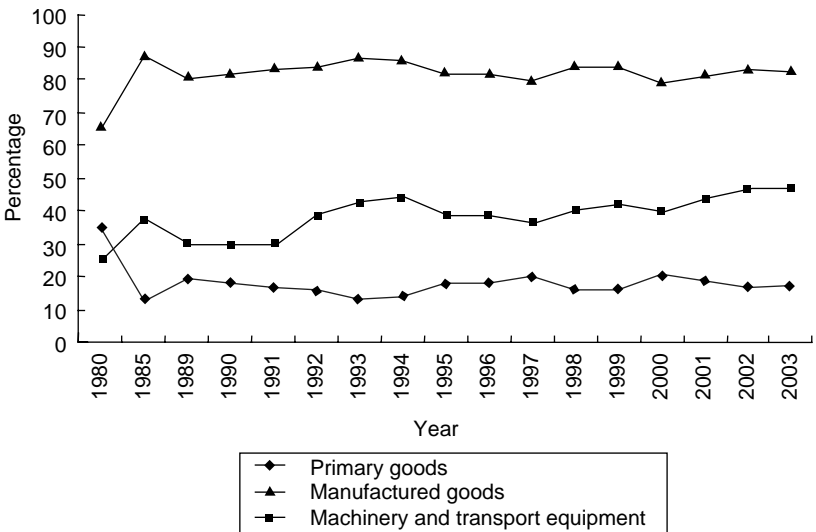 100
90
80
70
60
50
40
30
20
10
0
Percentage
1980 1985 1989 1990 1991 1992 1993 1994 1995 1996 1997 1998 1999 2000 2001 2002 2003
Year
Primary goods
Manufactured goods
Machinery and transport equipment